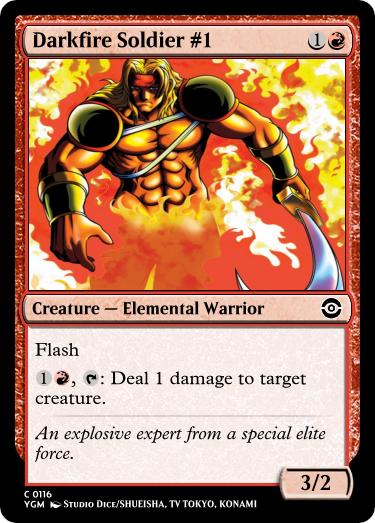 Darkfire Soldier #1 1
Creature — Elemental Warrior
Flash
1 , : Deal 1 damage to target
creature.
An explosive expert from a special elite
force.
3/2
C 0116
YGM Studio Dice/SHUEISHA, TV TOKYO, KONAMI